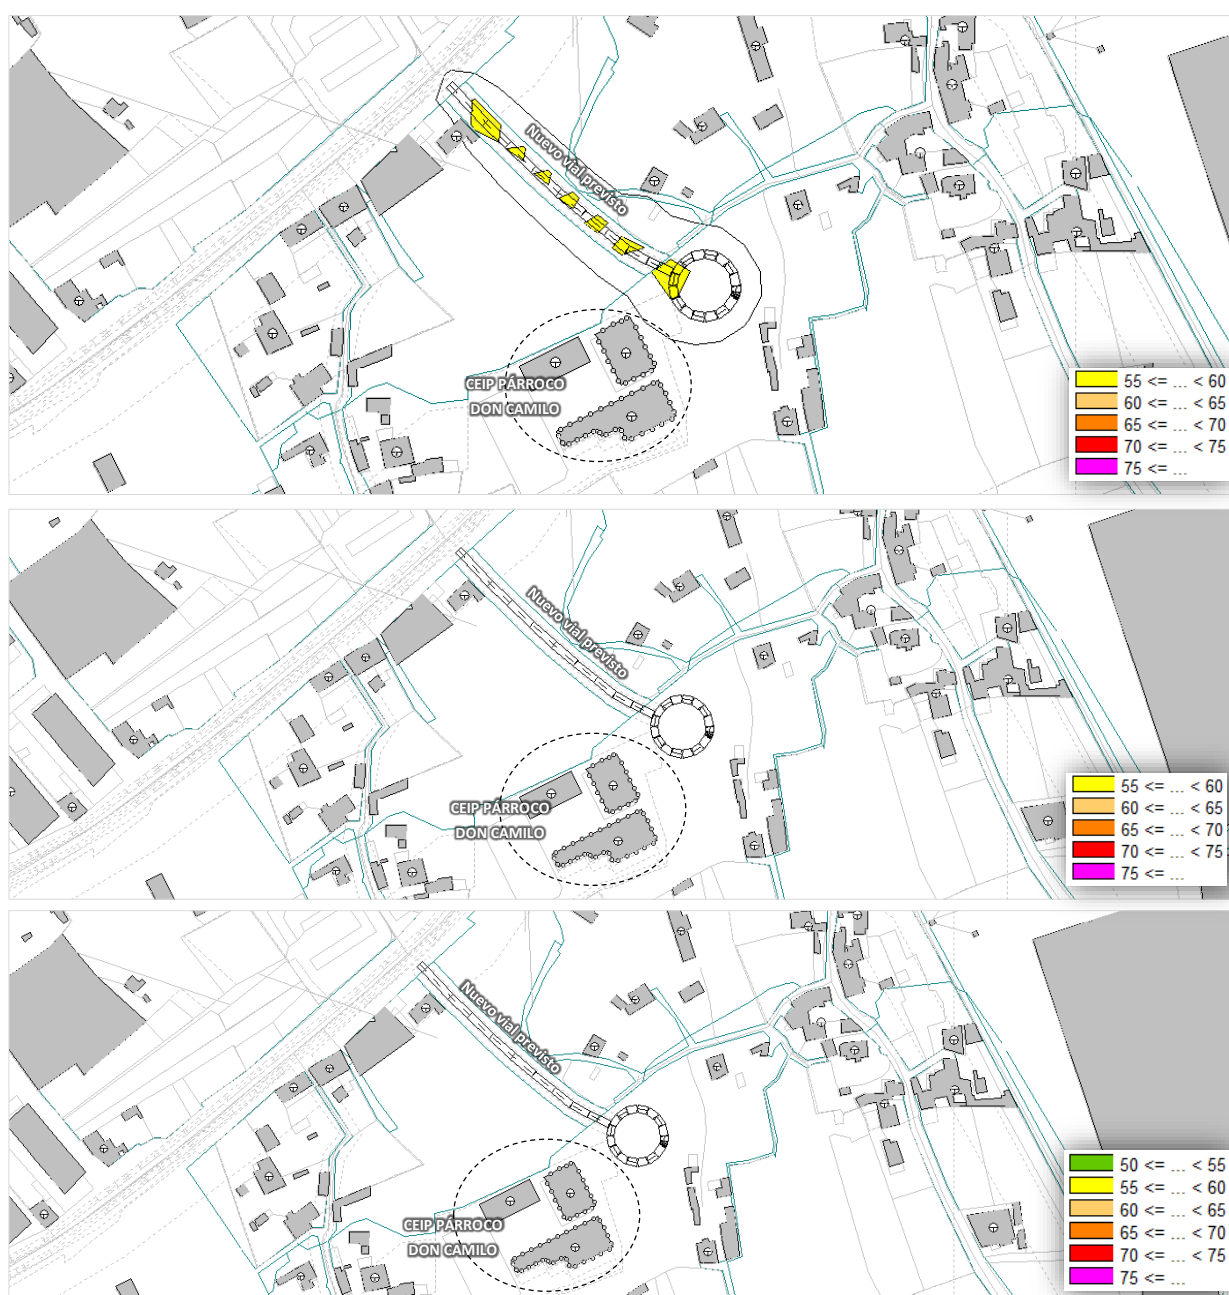 Nuevo vial previsto
CEIP PÁRROCO
DON CAMILO
55 <= ... < 60
60 <= ... < 65
65 <= ... < 70
70 <= ... < 75
75 <= ...
Nuevo vial previsto
CEIP PÁRROCO
DON CAMILO
55 <= ... < 60
60 <= ... < 65
65 <= ... < 70
70 <= ... < 75
75 <= ...
Nuevo vial previsto
CEIP PÁRROCO
DON CAMILO
50 <= ... < 55
55 <= ... < 60
60 <= ... < 65
65 <= ... < 70
70 <= ... < 75
75 <= ...